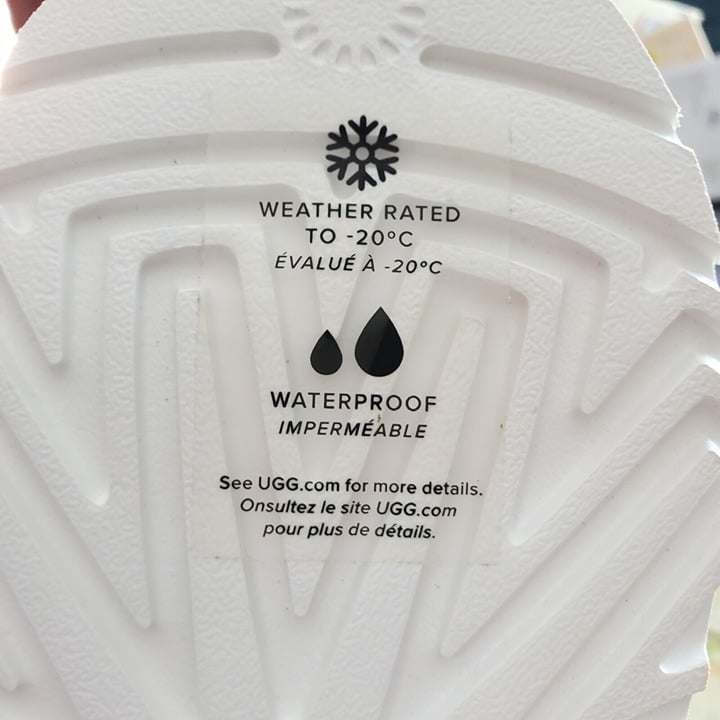 WEATHER RATED
TO -20°C
ÉVALUÉ À -20°C
WATERPROOF
IMPERMÉABLE
See UGG.com for more details.
Onsultez le site UGG.com
pour plus de détails.